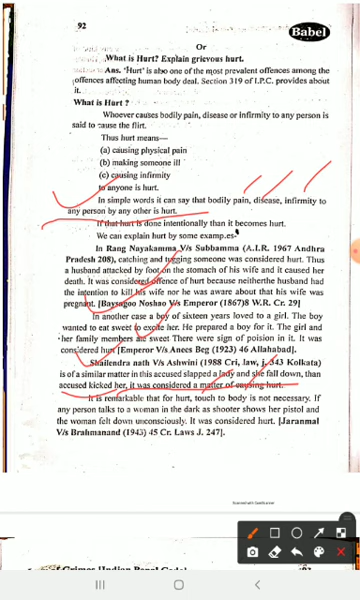 92
Babel
Or
What is Hurt? Explain grievous hurt.
Ans. 'Hurt' is also one of the most prevalent offences among the
offences affecting human body deal. Section 319 of I.P.C. provides about
it.
What is Hurt ?
Whoever causes bodily pain, disease or infirmity to any person is
said to cause the flirt.
Thus hurt means—
(a) causing physical pain
(b) making someone ill
(c) causing infirmity
to anyone is hurt.
In simple words it can say that bodily pain, disease, infirmity to
any person by any other is hurt.
If that hurt is done intentionally than it becomes hurt.
We can explain hurt by some examp.es
In Rang Nayakamma V/s Subbamma (A.I.R. 1967 Andhra
Pradesh 208), catching and tugging someone was considered hurt. Thus
a husband attacked by foot on the stomach of his wife and it caused her
death. It was considered offence of hurt because neitherthe husband had
the intention to kill his wife nor he was aware about that his wife was
pregnant. [Baysagoo Noshao V/s Emperor (1867)8 W.R. Cr. 29]
In another case a boy of sixteen years loved to a girl. The boy
wanted to eat sweet to excite her. He prepared a boy for it. The girl and
her family members ate sweet There were sign of poision in it. It was
considered hurt [Emperor V/s Anees Beg (1923) 46 Allahabad].
Shailendra nath V/s Ashwini (1988 Cri, law, j, 343 Kolkata)
is of a similar matter in this accused slapped a lady and she fall down, than
accused kicked her, it was considered a matter of causing hurt.
It is remarkable that for hurt, touch to body is not necessary. If
any person talks to a woman in the dark as shooter shows her pistol and
the woman felt down unconsciously. It was considered hurt. [Jaranmal
V/s Brahmanand (1943) 45 Cr. Laws J. 247].